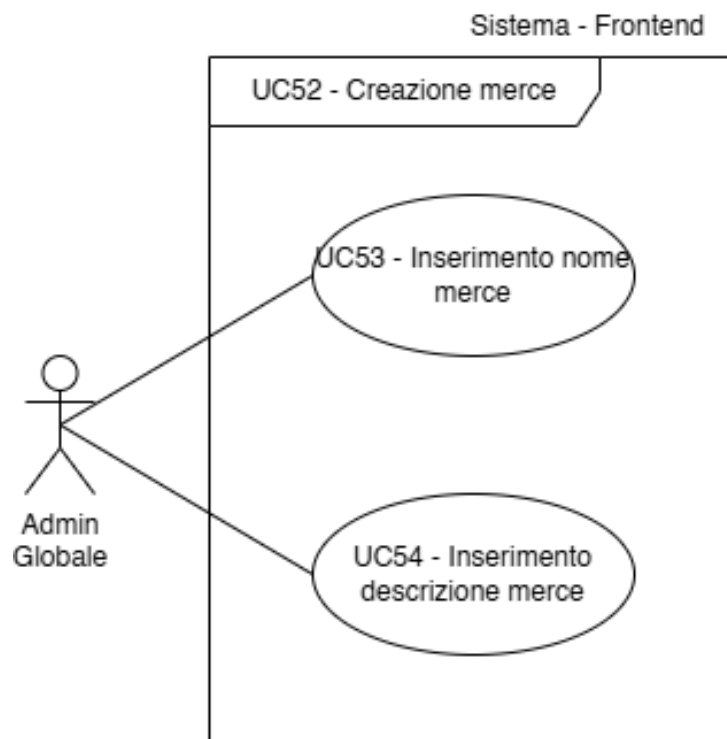 Sistema - Frontend
UC52 - Creazione merce
UC53 - Inserimento nome
merce
Admin
Globale
UC54 - Inserimento
descrizione merce